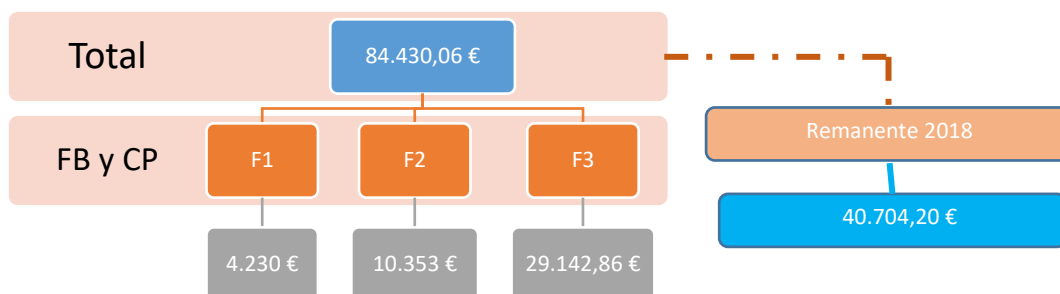 Total
84.430,06 €
Remanente 2018
FB y CP
F1
F2
F3
40.704,20 €
4.230 €
10.353 €
29.142,86 €